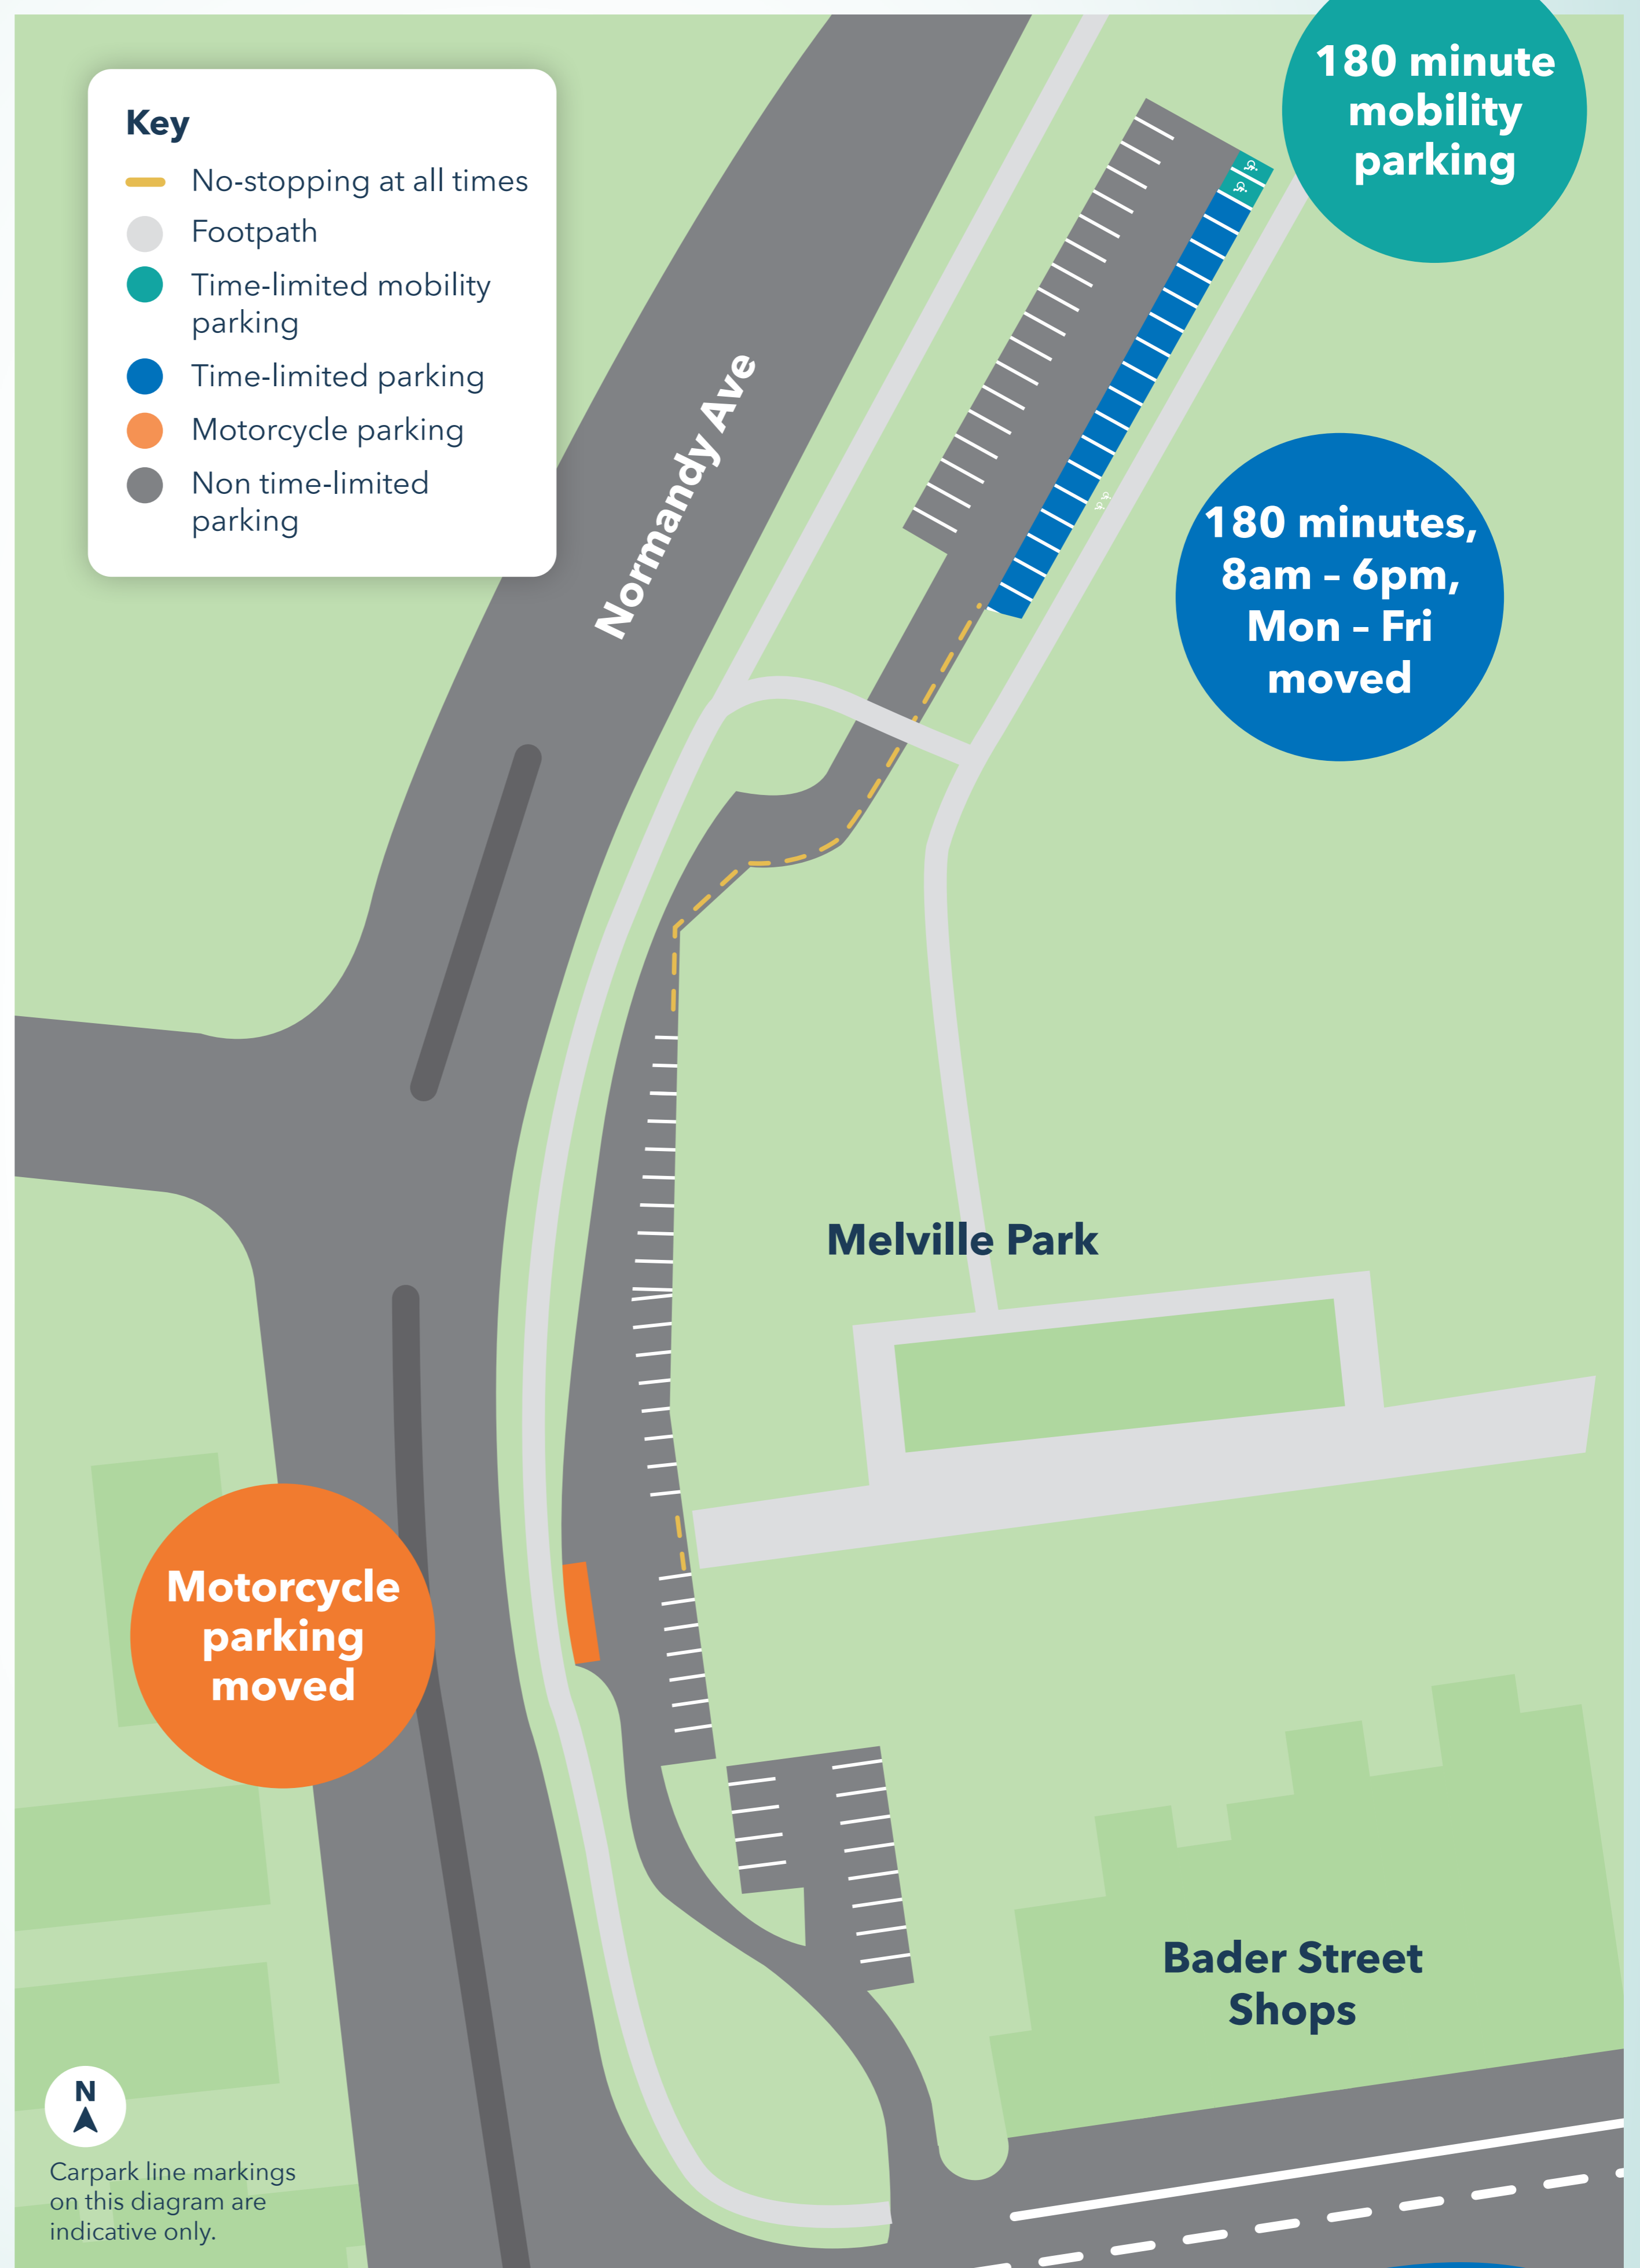 180 minute
mobility
parking
Key
No-stopping at all times
Footpath
Time-limited mobility
parking
Time-limited parking
Motorcycle parking
Non time-limited
parking
Normandy Ave
180 minutes,
8am – 6pm,
Mon – Fri
moved
Melville Park
Motorcycle
parking
moved
Bader Street
Shops
N
Carpark line markings
on this diagram are
indicative only.